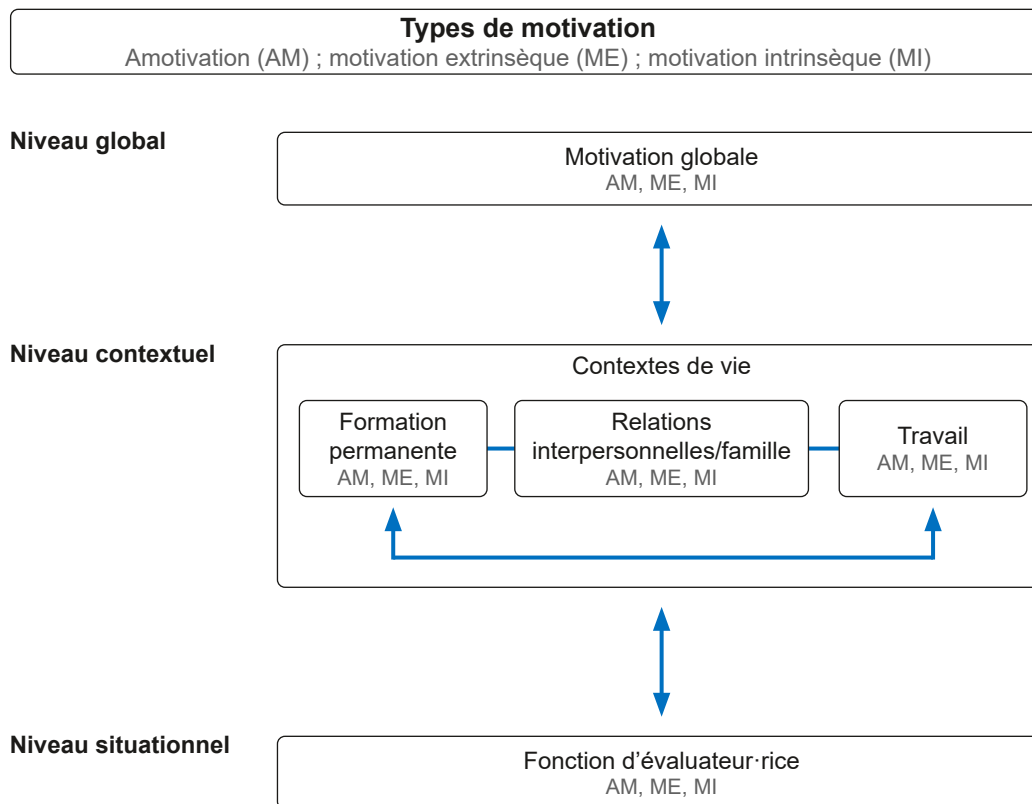 Types de motivation
Amotivation (AM) ; motivation extrinsèque (ME) ; motivation intrinsèque (MI)
Niveau global
Motivation globale
AM, ME, MI
Niveau contextuel
Contextes de vie
Formation
permanente
AM, ME, MI
Relations
interpersonnelles/famille
AM, ME, MI
Travail
AM, ME, MI
Niveau situationnel
Fonction d’évaluateur·rice
AM, ME, MI